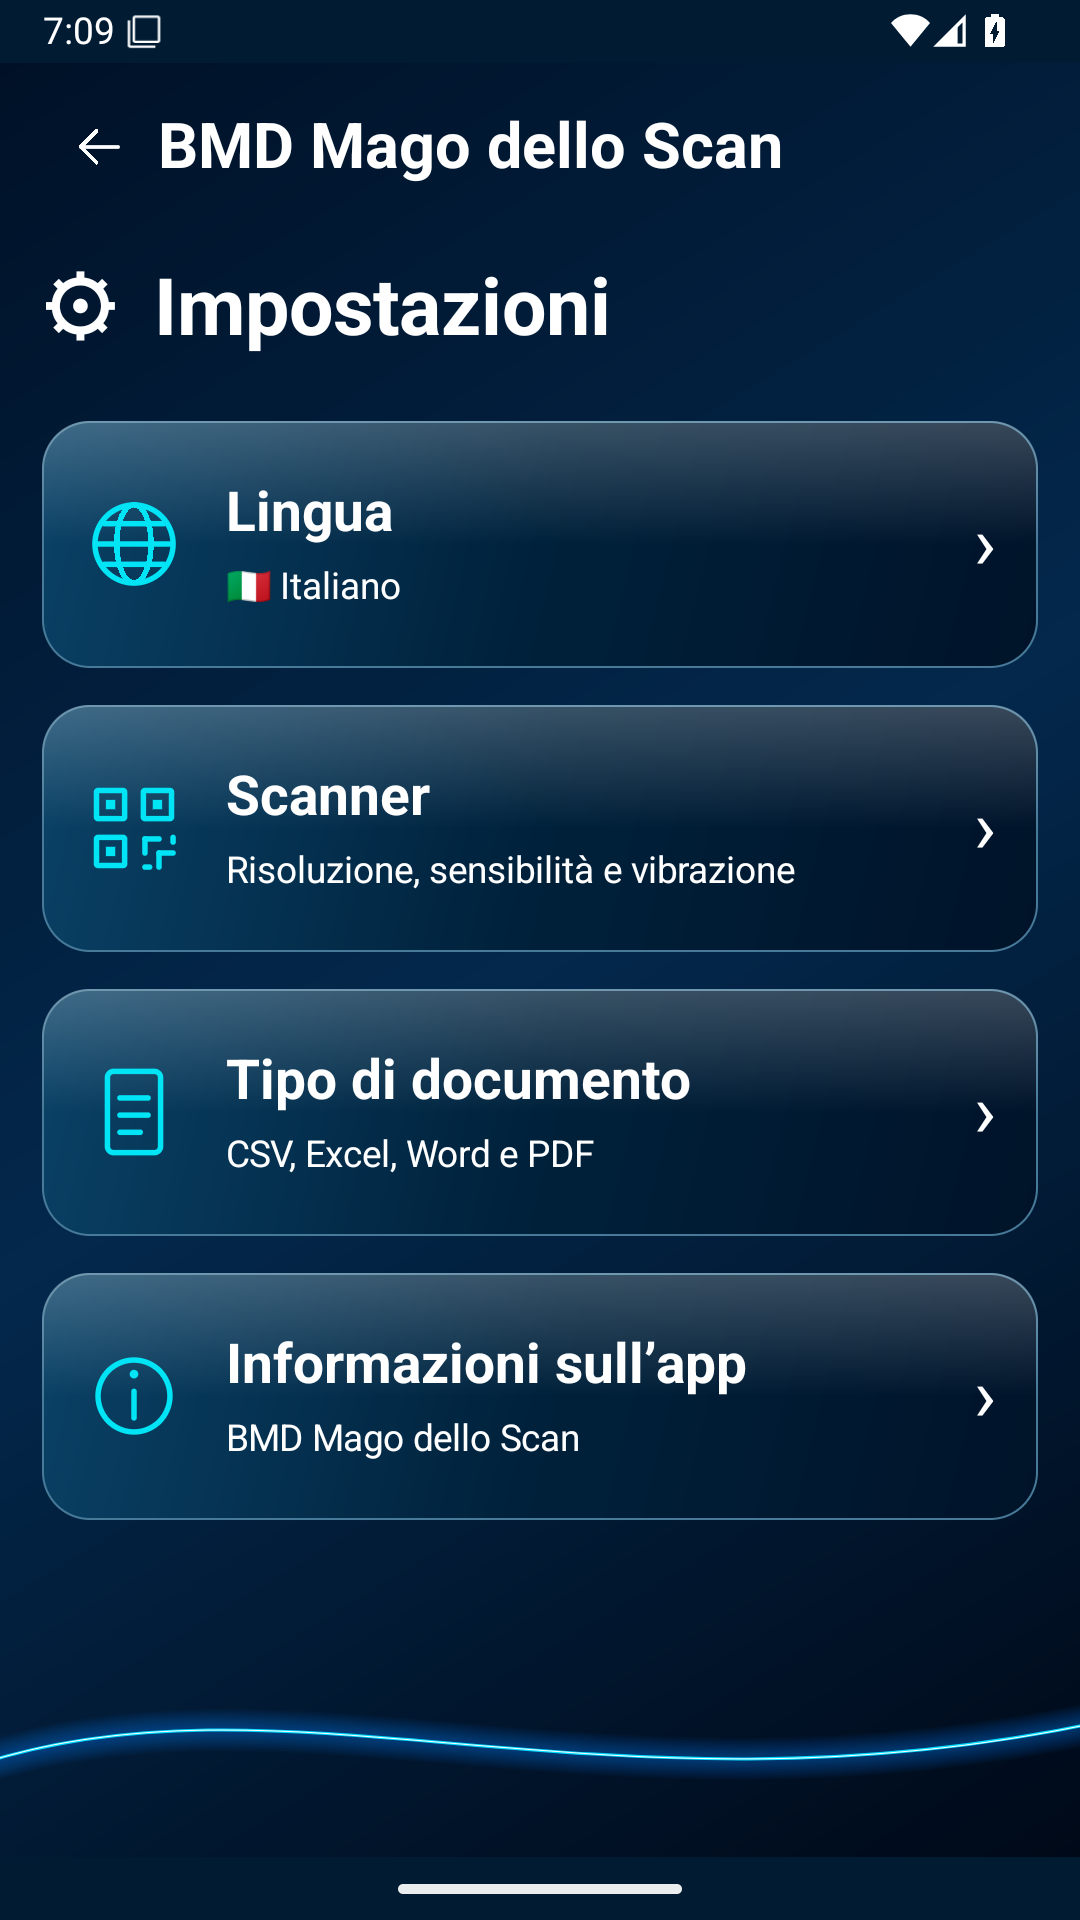 7:09
BMD Mago dello Scan
Impostazioni
Lingua
🇮🇹 Italiano
Scanner
Risoluzione, sensibilità e vibrazione
Tipo di documento
CSV, Excel, Word e PDF
Informazioni sull’app
BMD Mago dello Scan